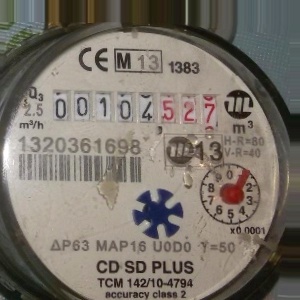 CE M 13 1383
Q3
2.5
m³/h
00104527
m³
H-R=80
V-R=40
1320361698
13
x0.0001
ΔP63 MAP16 U0D0 T=50
CD SD PLUS
TCM 142/10-4794
accuracy class 2